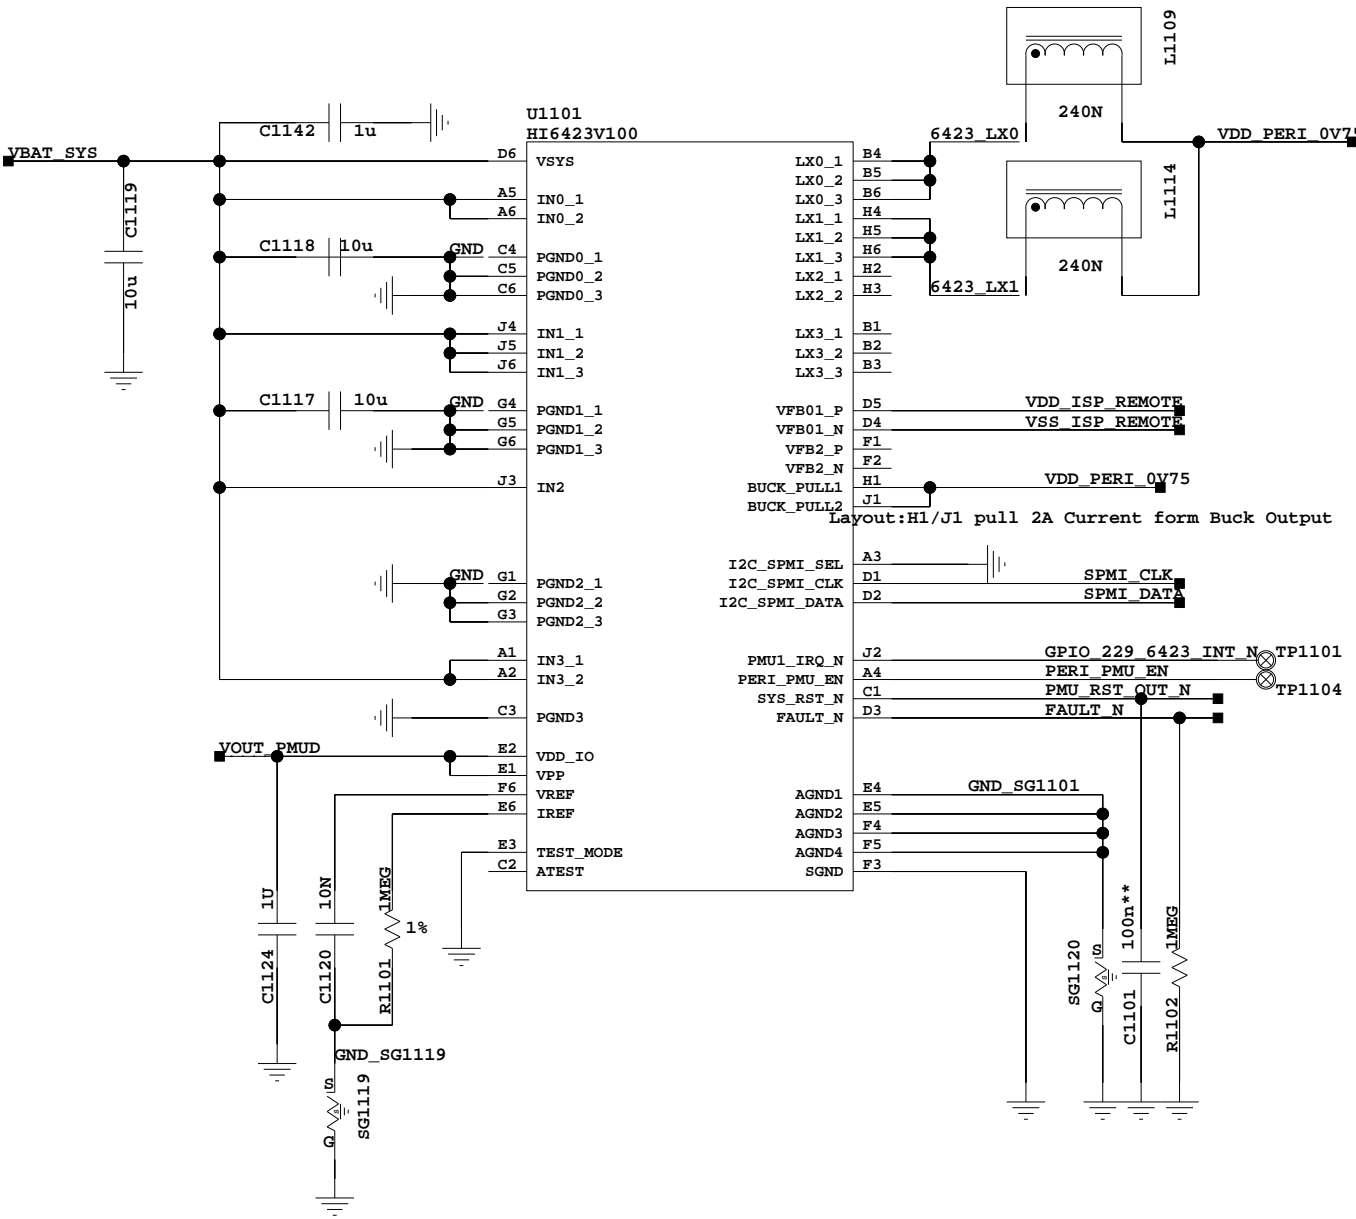 L1109
240N
U1101
HI6423V100
C1142 1u
6423_LX0
VBAT_SYS
C1119
10u
L1114
240N
6423_LX1
D6 VSYS
A5 IN0_1
A6 IN0_2
C1118 10u
GND C4 PGND0_1
C5 PGND0_2
C6 PGND0_3
J4 IN1_1
J5 IN1_2
J6 IN1_3
C1117 10u
GND G4 PGND1_1
G5 PGND1_2
G6 PGND1_3
J3 IN2
GND G1 PGND2_1
G2 PGND2_2
G3 PGND2_3
A1 IN3_1
A2 IN3_2
C3 PGND3
VOUT_PMUD
E2 VDD_IO
E1 VPP
F6 VREF
E6 IREF
E3 TEST_MODE
C2 ATEST
LX0_1 B4
LX0_2 B5
LX0_3 B6
LX1_1 H4
LX1_2 H5
LX1_3 H6
LX2_1 H2
LX2_2 H3
LX3_1 B1
LX3_2 B2
LX3_3 B3
VFB01_P D5 VDD_ISP_REMOTE
VFB01_N D4 VSS_ISP_REMOTE
VFB2_P F1
VFB2_N F2
BUCK_PULL1 H1 VDD_PERI_0V75
BUCK_PULL2 J1
Layout:H1/J1 pull 2A Current form Buck Output
I2C_SPMI_SEL A3
I2C_SPMI_CLK D1 SPMI_CLK
I2C_SPMI_DATA D2 SPMI_DATA
PMU1_IRQ_N J2 GPIO_229_6423_INT_N TP1101
PERI_PMU_EN A4 PERI_PMU_EN
TP1104
SYS_RST_N C1 PMU_RST_OUT_N
FAULT_N D3 FAULT_N
AGND1 E4 GND_SG1101
AGND2 E5
AGND3 F4
AGND4 F5
SGND F3
1U
C1124
10N
C1120
1MEG
1%
R1101
GND_SG1119
S
SG1119
G
S
SG1120
G
100n**
C1101
1MEG
R1102